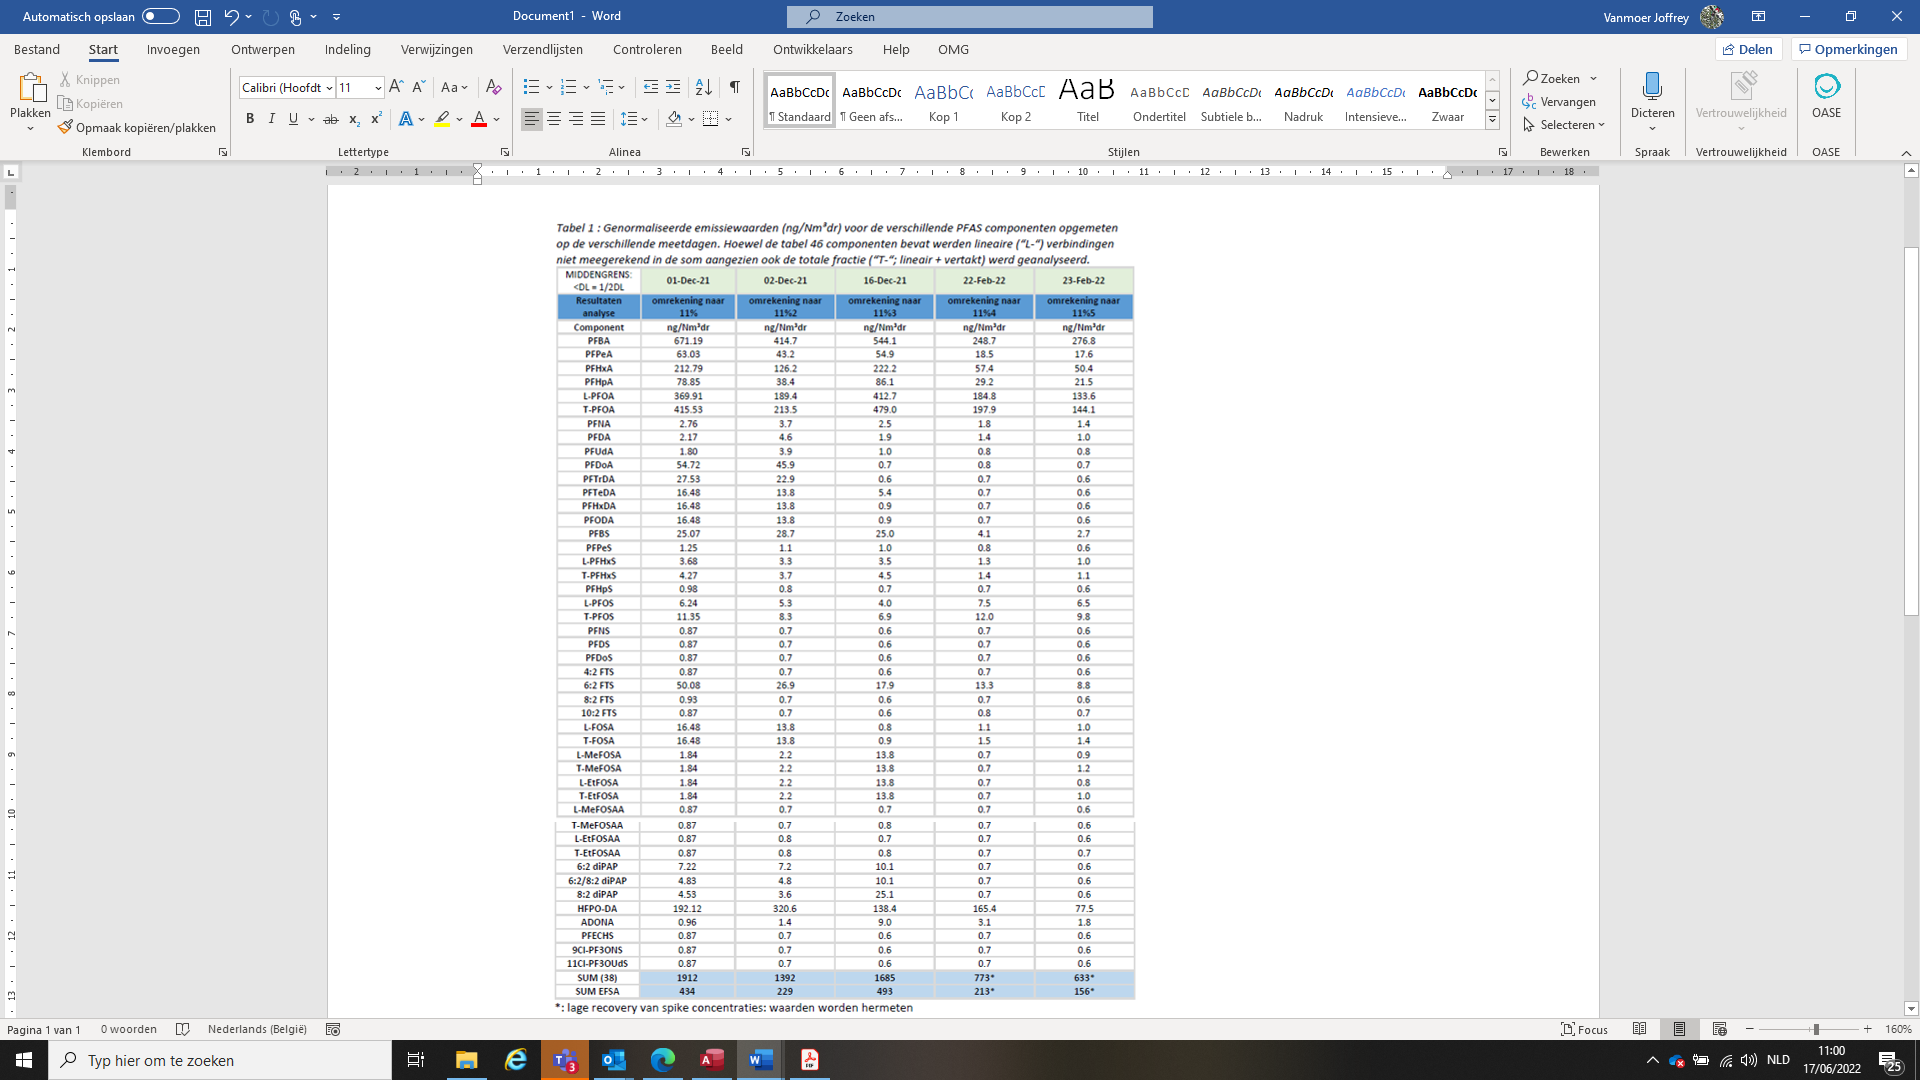 Automatisch opslaan
Document1 - Word
Zoeken
Vanmoer Joffrey
Bestand Start Invoegen Ontwerpen Indeling Verwijzingen Verzendlijsten Controleren Beeld Ontwikkelaars Help OMG
Delen Opmerkingen
Plakken
Knippen
Kopiëren
Opmaak kopiëren/plakken
Klembord
Calibri (Hoofdt 11
Lettertype
Alinea
AaBbCcDc AaBbCcDc AaBbCc AaBbCcD AaB AaBbCcD AaBbCcDc AaBbCcDc AaBbCcDc AaBbCcDc
¶ Standaard ¶ Geen afs... Kop 1 Kop 2 Titel Ondertitel Subtiele b... Nadruk Intensieve... Zwaar
Stijlen
Zoeken
Vervangen
Selecteren
Bewerken
Dicteren
Spraak
Vertrouwelijkheid
Vertrouwelijkheid
OASE
OASE
Tabel 1 : Genormaliseerde emissiewaarden (ng/Nm³dr) voor de verschillende PFAS componenten opgemeten
op de verschillende meetdagen. Hoewel de tabel 46 componenten bevat werden lineaire ("L-") verbindingen
niet meegerekend in de som aangezien ook de totale fractie ("T-"; lineair + vertakt) werd geanalyseerd.
MIDDENGRENS: <DL = 1/2DL 01-Dec-21 02-Dec-21 16-Dec-21 22-Feb-22 23-Feb-22
Resultaten analyse omrekening naar 11% omrekening naar 11%2 omrekening naar 11%3 omrekening naar 11%4 omrekening naar 11%5
Component ng/Nm³dr ng/Nm³dr ng/Nm³dr ng/Nm³dr ng/Nm³dr
PFBA 671.19 414.7 544.1 248.7 276.8
PFPeA 63.03 43.2 54.9 18.5 17.6
PFHxA 212.79 126.2 222.2 57.4 50.4
PFHpA 78.85 38.4 86.1 29.2 21.5
L-PFOA 369.91 189.4 412.7 184.8 133.6
T-PFOA 415.53 213.5 479.0 197.9 144.1
PFNA 2.76 3.7 2.5 1.8 1.4
PFDA 2.17 4.6 1.9 1.4 1.0
PFUdA 1.80 3.9 1.0 0.8 0.8
PFDoA 54.72 45.9 0.7 0.8 0.7
PFTrDA 27.53 22.9 0.6 0.7 0.6
PFTeDA 16.48 13.8 5.4 0.7 0.6
PFHxDA 16.48 13.8 0.9 0.7 0.6
PFODA 16.48 13.8 0.9 0.7 0.6
PFBS 25.07 28.7 25.0 4.1 2.7
PFPeS 1.25 1.1 1.0 0.8 0.6
L-PFHxS 3.68 3.3 3.5 1.3 1.0
T-PFHxS 4.27 3.7 4.5 1.4 1.1
PFHpS 0.98 0.8 0.7 0.7 0.6
L-PFOS 6.24 5.3 4.0 7.5 6.5
T-PFOS 11.35 8.3 6.9 12.0 9.8
PFNS 0.87 0.7 0.6 0.7 0.6
PFDS 0.87 0.7 0.6 0.7 0.6
PFDoS 0.87 0.7 0.6 0.7 0.6
4:2 FTS 0.87 0.7 0.6 0.7 0.6
6:2 FTS 50.08 26.9 17.9 13.3 8.8
8:2 FTS 0.93 0.7 0.6 0.7 0.6
10:2 FTS 0.87 0.7 0.6 0.8 0.7
L-FOSA 16.48 13.8 0.8 1.1 1.0
T-FOSA 16.48 13.8 0.9 1.5 1.4
L-MeFOSA 1.84 2.2 13.8 0.7 0.9
T-MeFOSA 1.84 2.2 13.8 0.7 1.2
L-EtFOSA 1.84 2.2 13.8 0.7 0.8
T-EtFOSA 1.84 2.2 13.8 0.7 1.0
L-MeFOSAA 0.87 0.7 0.7 0.7 0.6
T-MeFOSAA 0.87 0.7 0.8 0.7 0.6
L-EtFOSAA 0.87 0.8 0.7 0.7 0.6
T-EtFOSAA 0.87 0.8 0.8 0.7 0.7
6:2 diPAP 7.22 7.2 10.1 0.7 0.6
6:2/8:2 diPAP 4.83 4.8 10.1 0.7 0.6
8:2 diPAP 4.53 3.6 25.1 0.7 0.6
HFPO-DA 192.12 320.6 138.4 165.4 77.5
ADONA 0.96 1.4 9.0 3.1 1.8
PFECHS 0.87 0.7 0.6 0.7 0.6
9Cl-PF3ONS 0.87 0.7 0.6 0.7 0.6
11Cl-PF3OUdS 0.87 0.7 0.6 0.7 0.6
SUM (38) 1912 1392 1685 773* 633*
SUM EFSA 434 229 493 213* 156*
*: lage recovery van spike concentraties: waarden worden hermeten
Pagina 1 van 1 0 woorden Nederlands (België)
Focus 160%
Typ hier om te zoeken
NLD
11:00
17/06/2022
25